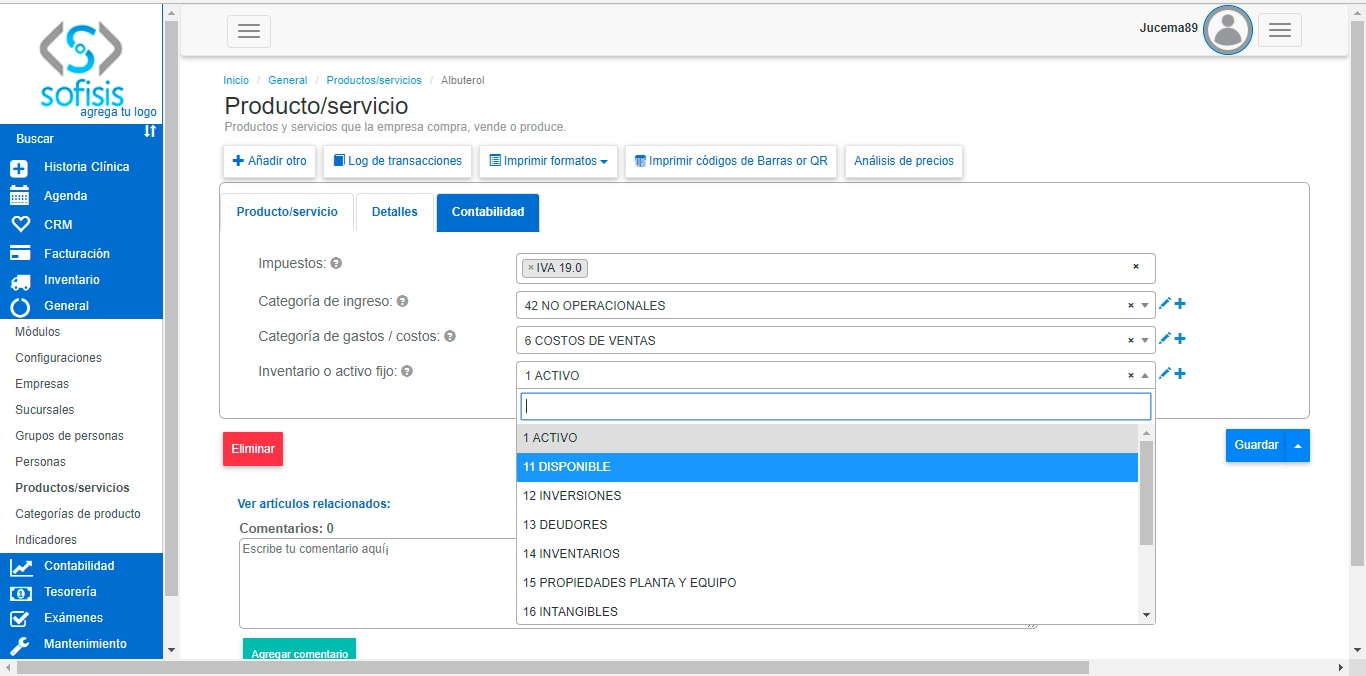 sofisis
agrega tu logo
Buscar
Historia Clínica
Agenda
CRM
Facturación
Inventario
General
Módulos
Configuraciones
Empresas
Sucursales
Grupos de personas
Personas
Productos/servicios
Categorías de producto
Indicadores
Contabilidad
Tesorería
Exámenes
Mantenimiento
Jucema89
Inicio / General / Productos/servicios / Albuterol
Producto/servicio
Productos y servicios que la empresa compra, vende o produce.
Añadir otro
Log de transacciones
Imprimir formatos
Imprimir códigos de Barras or QR
Análisis de precios
Producto/servicio
Detalles
Contabilidad
Impuestos:
× IVA 19.0 ×
Categoría de ingreso:
42 NO OPERACIONALES ×
Categoría de gastos / costos:
6 COSTOS DE VENTAS ×
Inventario o activo fijo:
1 ACTIVO ×
1 ACTIVO
11 DISPONIBLE
12 INVERSIONES
13 DEUDORES
14 INVENTARIOS
15 PROPIEDADES PLANTA Y EQUIPO
16 INTANGIBLES
Eliminar
Guardar
Ver artículos relacionados:
Comentarios: 0
Escribe tu comentario aquí¡
Agregar comentario